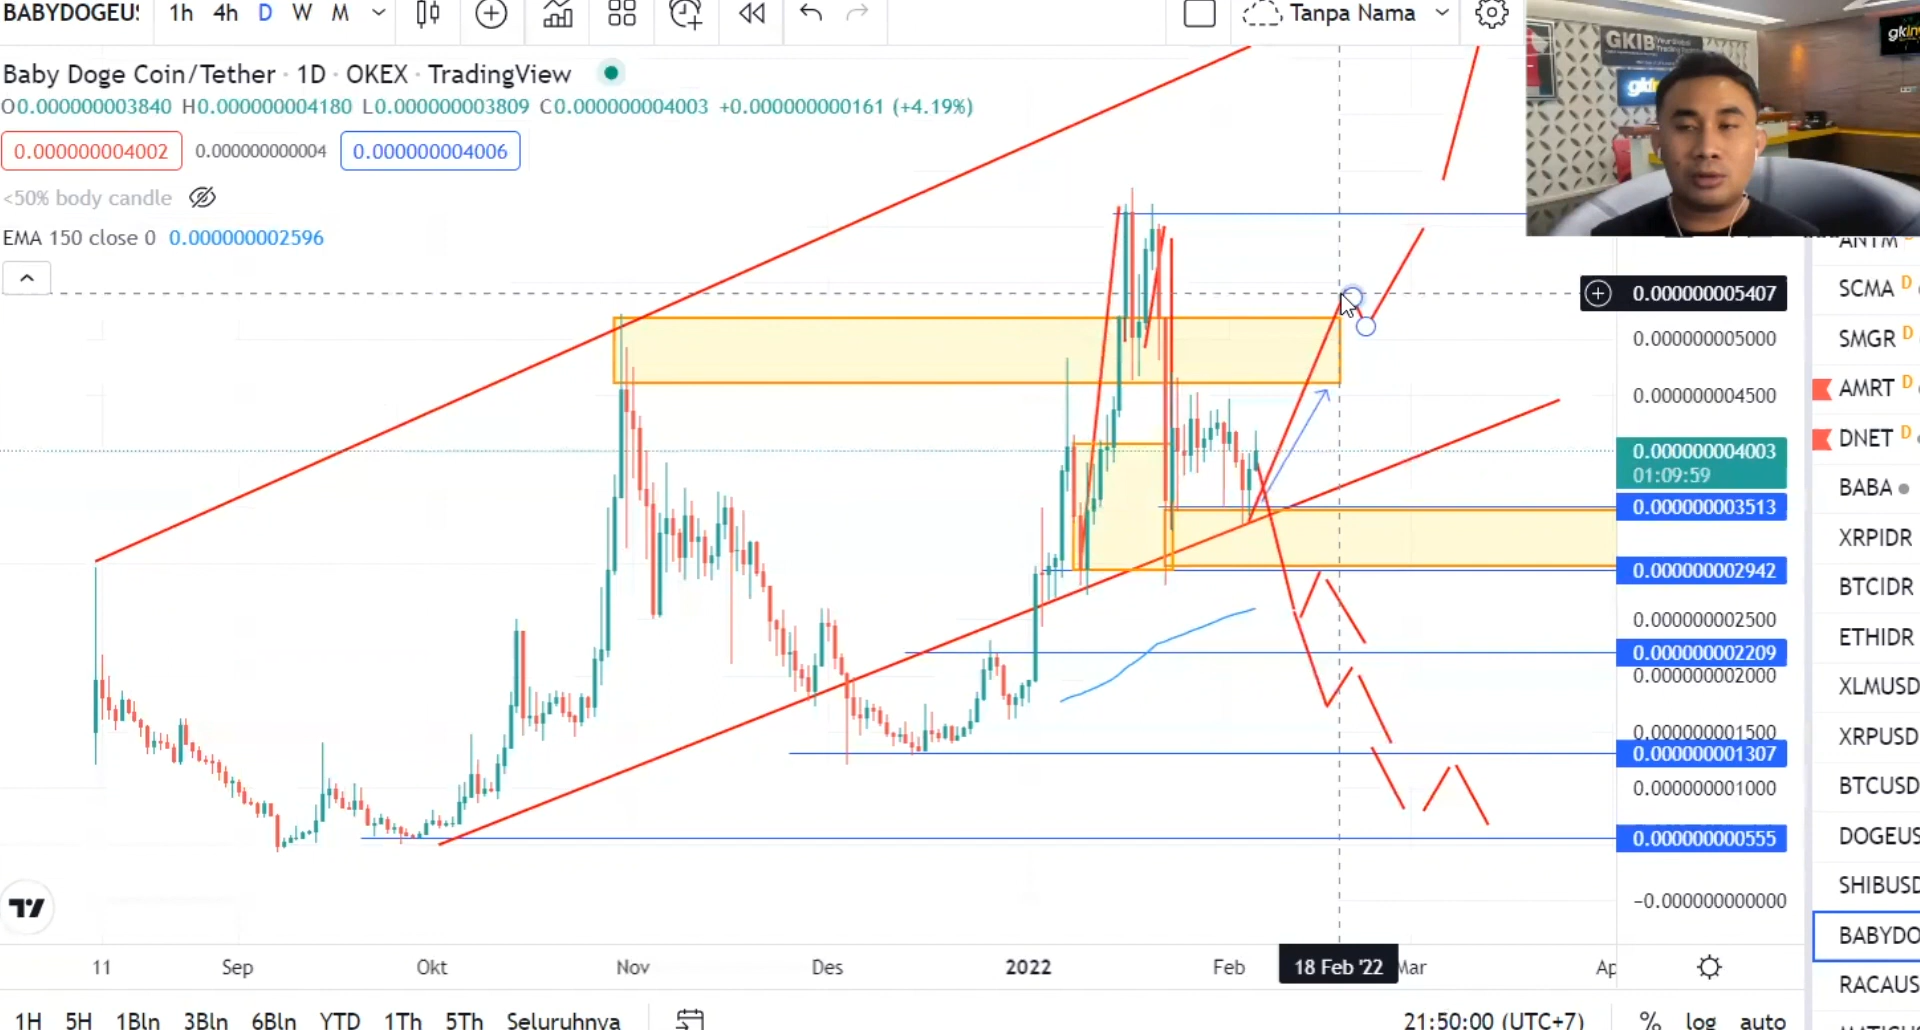 BABYDOGEU 1h 4h D W M Tanpa Nama
Baby Doge Coin/Tether · 1D · OKEX · TradingView
O0.000000003840 H0.000000004180 L0.000000003809 C0.000000004003 +0.000000000161 (+4.19%)
0.000000004002 0.000000000004 0.000000004006
<50% body candle
EMA 150 close 0 0.000000002596
GKIB
gkinv
0.000000005407
0.000000005000
0.000000004500
0.000000004003
01:09:59
0.000000003513
0.000000002942
0.000000002500
0.000000002209
0.000000002000
0.000000001500
0.000000001307
0.000000001000
0.000000000555
−0.000000000000
ANTM D
SCMA D
SMGR D
AMRT D
DNET D
BABA
XRPIDR
BTCIDR
ETHIDR
XLMUSD
XRPUSD
BTCUSD
DOGEUS
SHIBUSD
BABYDO
RACAUS
11 Sep Okt Nov Des 2022 Feb 18 Feb '22 Mar Ap
1H 5H 1Bln 3Bln 6Bln YTD 1Th 5Th Seluruhnya 21:50:00 (UTC+7) % log auto